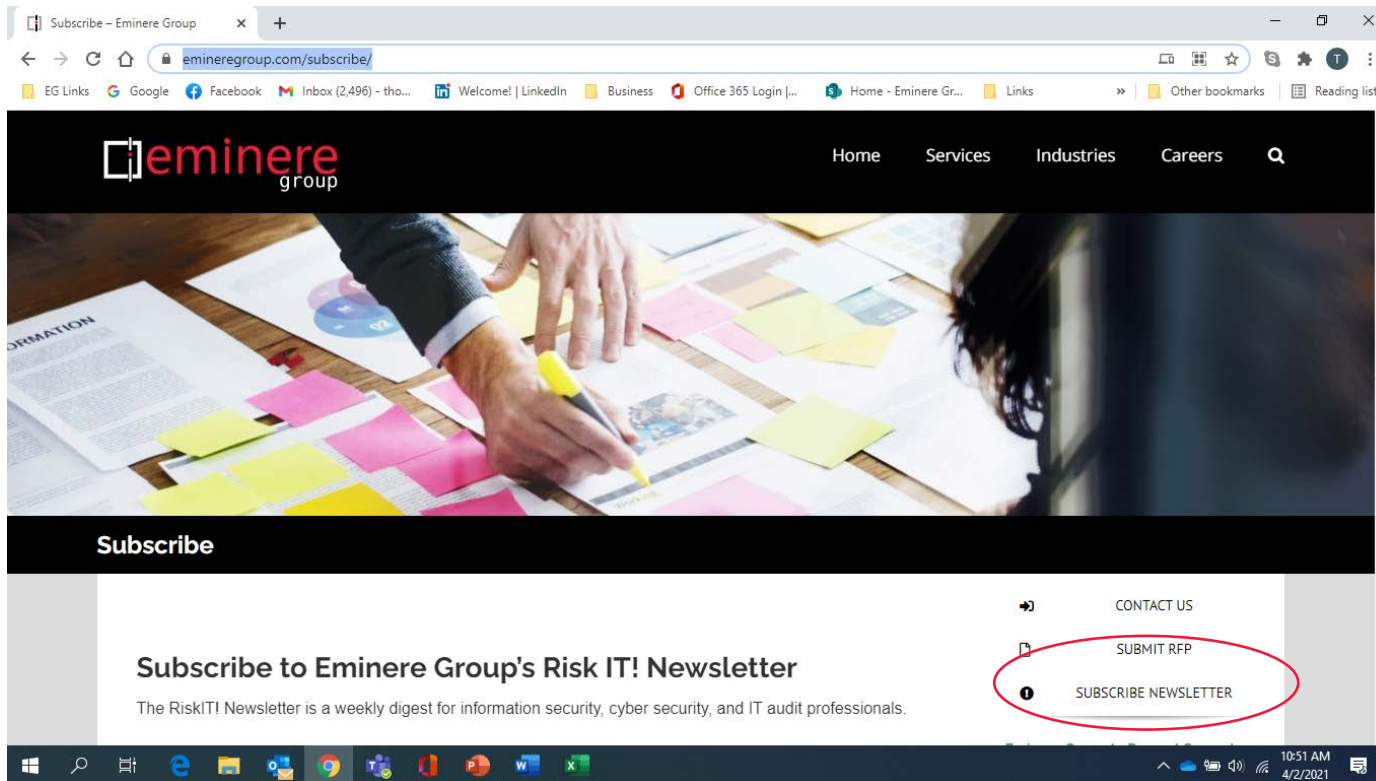 Subscribe – Eminere Group
emineregroup.com/subscribe/
T
EG Links Google Facebook Inbox (2,496) - tho... Welcome! | LinkedIn Business Office 365 Login |... Home - Eminere Gr... Links » Other bookmarks Reading list
eminere
group
Home Services Industries Careers
ORMATION
Subscribe
CONTACT US
SUBMIT RFP
SUBSCRIBE NEWSLETTER
Subscribe to Eminere Group's Risk IT! Newsletter
The RiskIT! Newsletter is a weekly digest for information security, cyber security, and IT audit professionals.
10:51 AM
4/2/2021